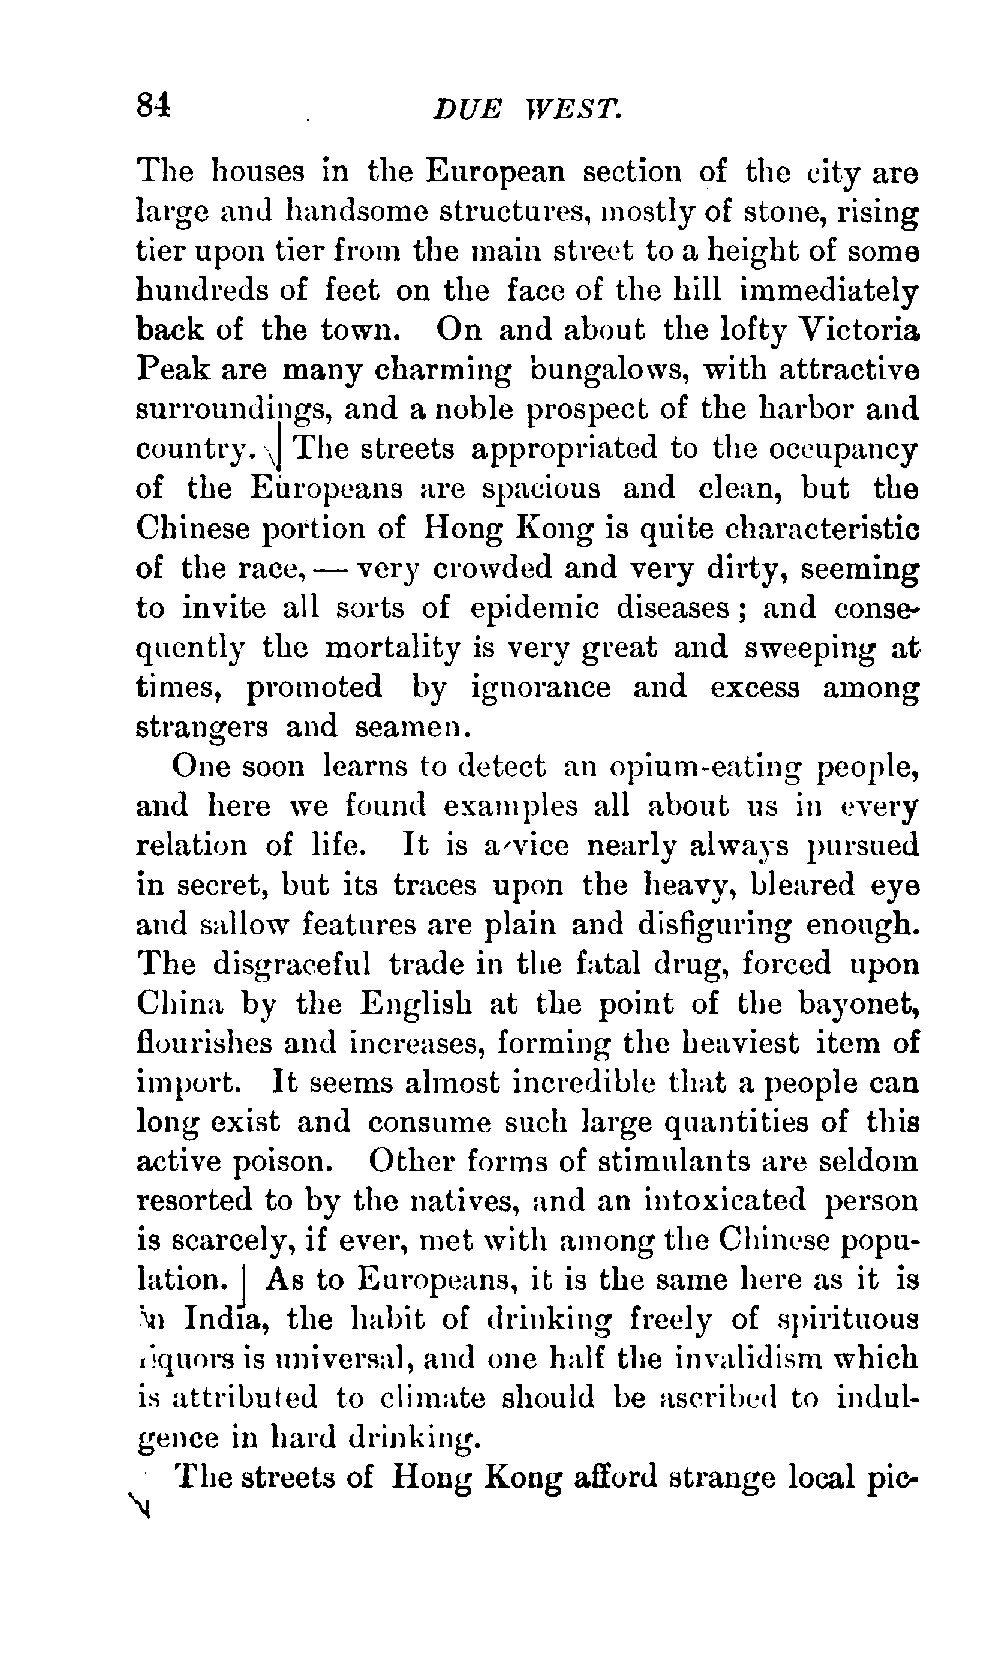 84 DUE WEST.
The houses in the European section of the city are
large and handsome structures, mostly of stone, rising
tier upon tier from the main street to a height of some
hundreds of feet on the face of the hill immediately
back of the town. On and about the lofty Victoria
Peak are many charming bungalows, with attractive
surroundings, and a noble prospect of the harbor and
country. The streets appropriated to the occupancy
of the Europeans are spacious and clean, but the
Chinese portion of Hong Kong is quite characteristic
of the race, — very crowded and very dirty, seeming
to invite all sorts of epidemic diseases; and conse-
quently the mortality is very great and sweeping at
times, promoted by ignorance and excess among
strangers and seamen.
One soon learns to detect an opium-eating people,
and here we found examples all about us in every
relation of life. It is a vice nearly always pursued
in secret, but its traces upon the heavy, bleared eye
and sallow features are plain and disfiguring enough.
The disgraceful trade in the fatal drug, forced upon
China by the English at the point of the bayonet,
flourishes and increases, forming the heaviest item of
import. It seems almost incredible that a people can
long exist and consume such large quantities of this
active poison. Other forms of stimulants are seldom
resorted to by the natives, and an intoxicated person
is scarcely, if ever, met with among the Chinese popu-
lation. As to Europeans, it is the same here as it is
in India, the habit of drinking freely of spirituous
liquors is universal, and one half the invalidism which
is attributed to climate should be ascribed to indul-
gence in hard drinking.
The streets of Hong Kong afford strange local pic-